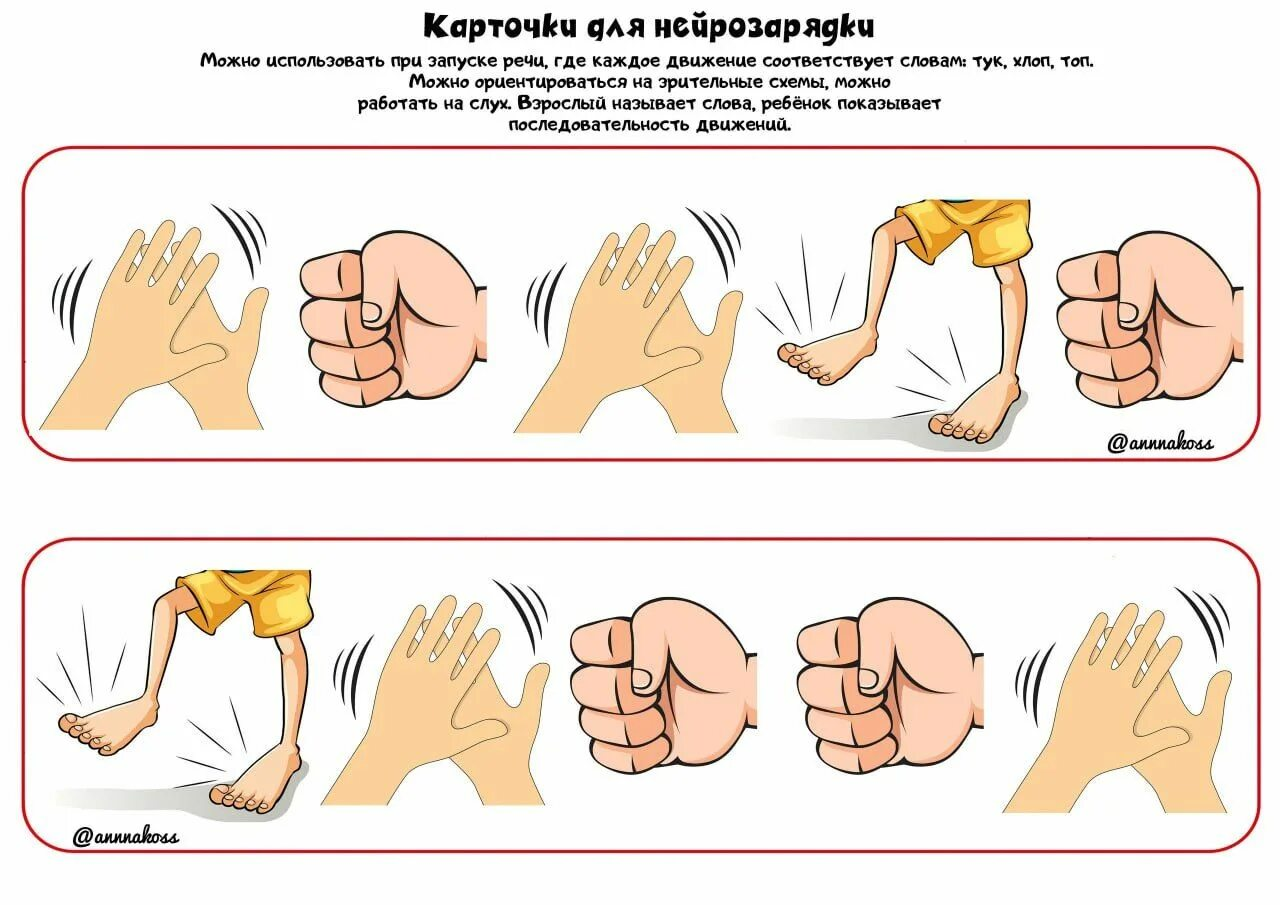 Карточки для нейрозарядки
Можно использовать при запуске речи, где каждое движение соответствует словам: тук, хлоп, топ.
Можно ориентироваться на зрительные схемы, можно
работать на слух. Взрослый называет слова, ребёнок показывает
последовательность движений.
@annnakoss
@annnakoss